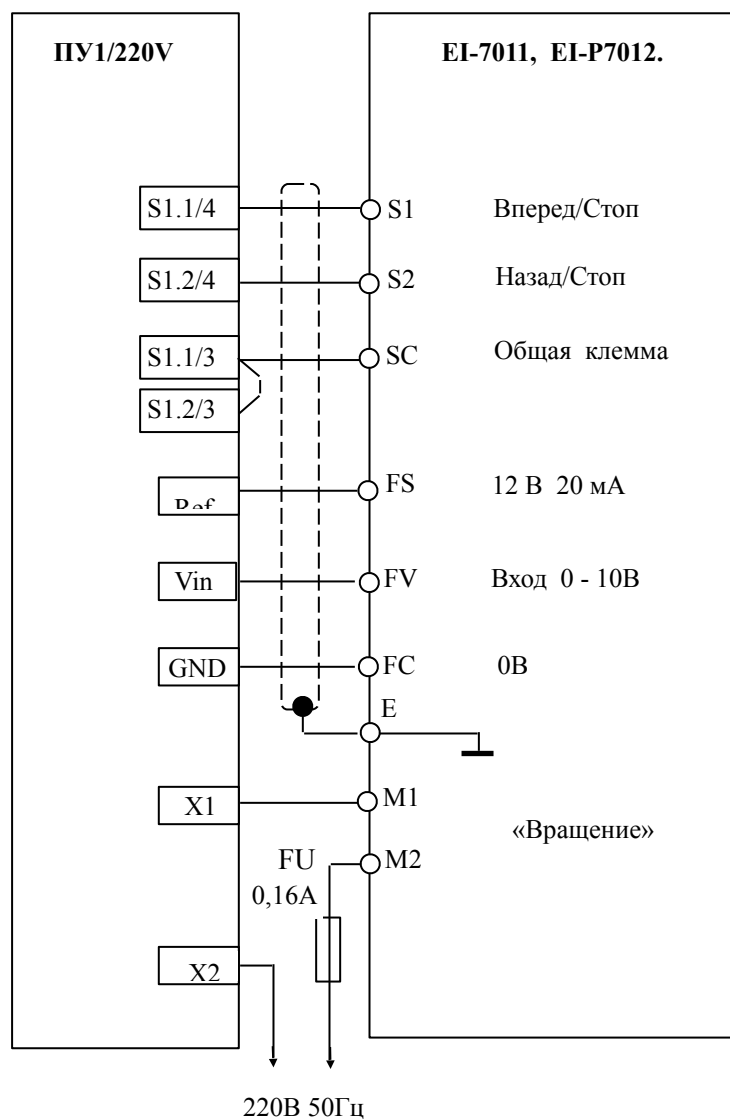 ПУ1/220V
EI-7011, EI-P7012.
S1.1/4
S1
Вперед/Стоп
S1.2/4
S2
Назад/Стоп
S1.1/3
SC
Общая клемма
S1.2/3
Ref
FS
12 В 20 мА
Vin
FV
Вход 0 - 10В
GND
FC
0В
E
X1
M1
«Вращение»
FU
M2
0,16А
X2
220В 50Гц